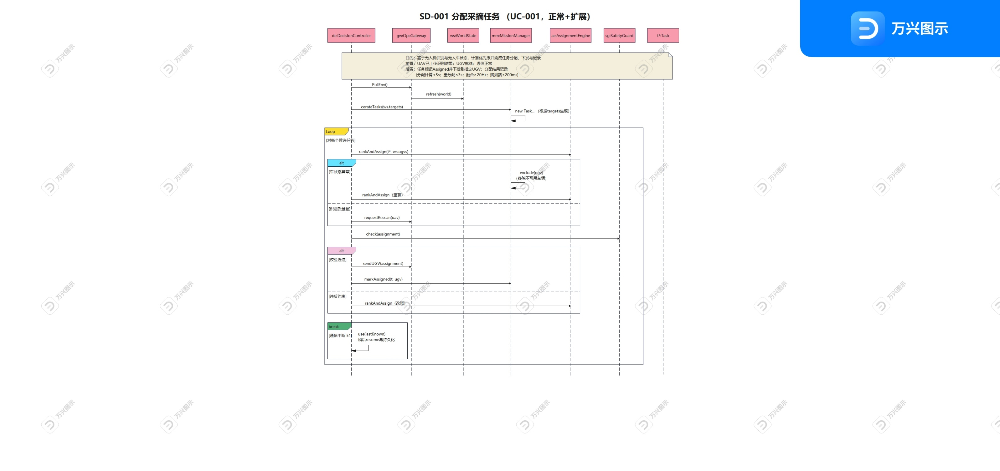 SD-001 分配采摘任务 （UC-001，正常+扩展）
万兴图示
dc:DecisionController
gw:OpsGateway
ws:WorldState
mm:MissionManager
ae:AssignmentEngine
sg:SafetyGuard
t*:Task
目的：基于无人机识别与无人车状态，计算优先级并完成任务分配、下发与记录
前置：UAV已上传识别结果；UGV就绪；通信正常
后置：任务标记Assigned并下发到指定UGV；分配结果记录
{分配计算≤5s；重分配≤3s；融合≥20Hz；端到端≤200ms}
PullEnv()
refresh(world)
cerateTasks(ws.targets)
new Task... （根据targets生成）
Loop
[对每个候选任务]
rankAndAssign(t*, ws.ugvs)
alt
[车状态异常]
exclude(ugv)
（移除不可用车辆）
rankAndAssign（重算）
[识别质量差]
requestRescan(uav)
check(assignment)
alt
[校验通过]
sendUGV(assignment)
markAssigned(t, ugv)
[违反约束]
rankAndAssign（改派）
break
[通信中断 E1]
use(lastKnown)
稍后resume再持久化